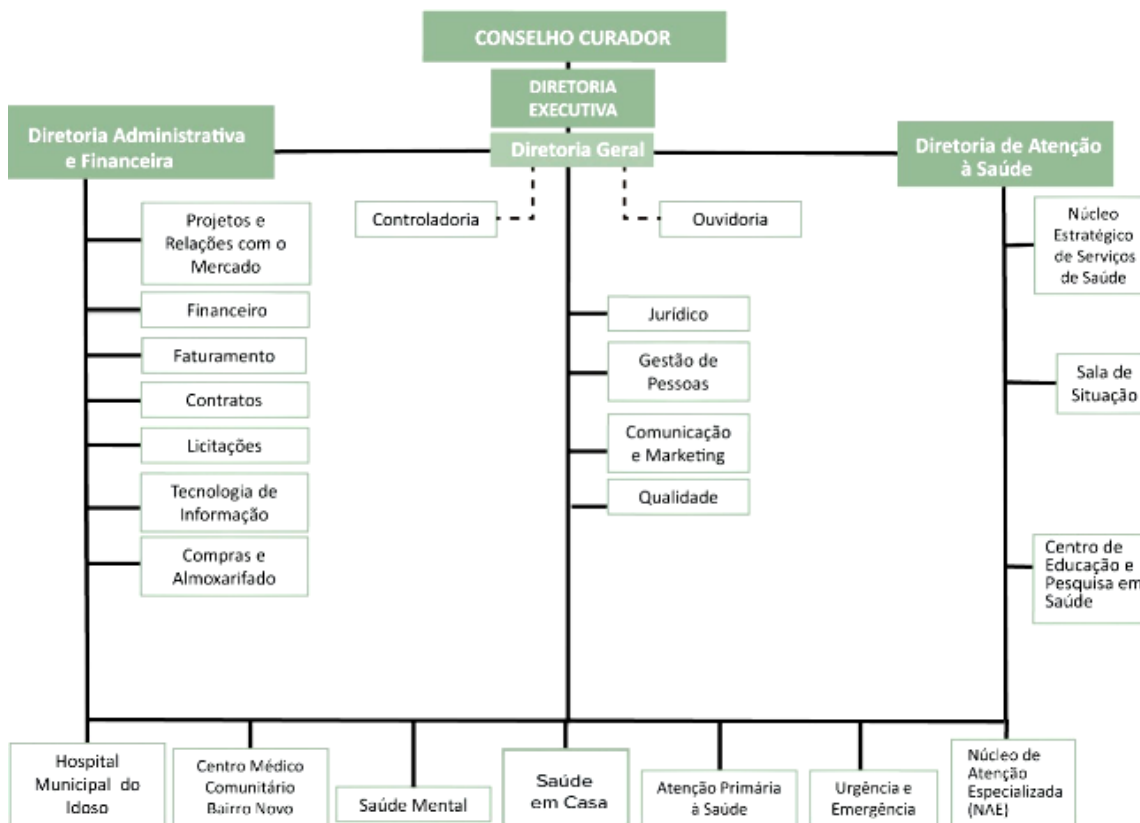 CONSELHO CURADOR
DIRETORIA
EXECUTIVA
Diretoria Geral
Diretoria Administrativa
e Financeira
Diretoria de Atenção
à Saúde
Controladoria
Ouvidoria
Projetos e
Relações com o
Mercado
Financeiro
Faturamento
Contratos
Licitações
Tecnologia de
Informação
Compras e
Almoxarifado
Jurídico
Gestão de
Pessoas
Comunicação
e Marketing
Qualidade
Núcleo
Estratégico
de Serviços
de Saúde
Sala de
Situação
Centro de
Educação e
Pesquisa em
Saúde
Hospital
Municipal do
Idoso
Centro Médico
Comunitário
Bairro Novo
Saúde Mental
Saúde
em Casa
Atenção Primária
à Saúde
Urgência e
Emergência
Núcleo de
Atenção
Especializada
(NAE)